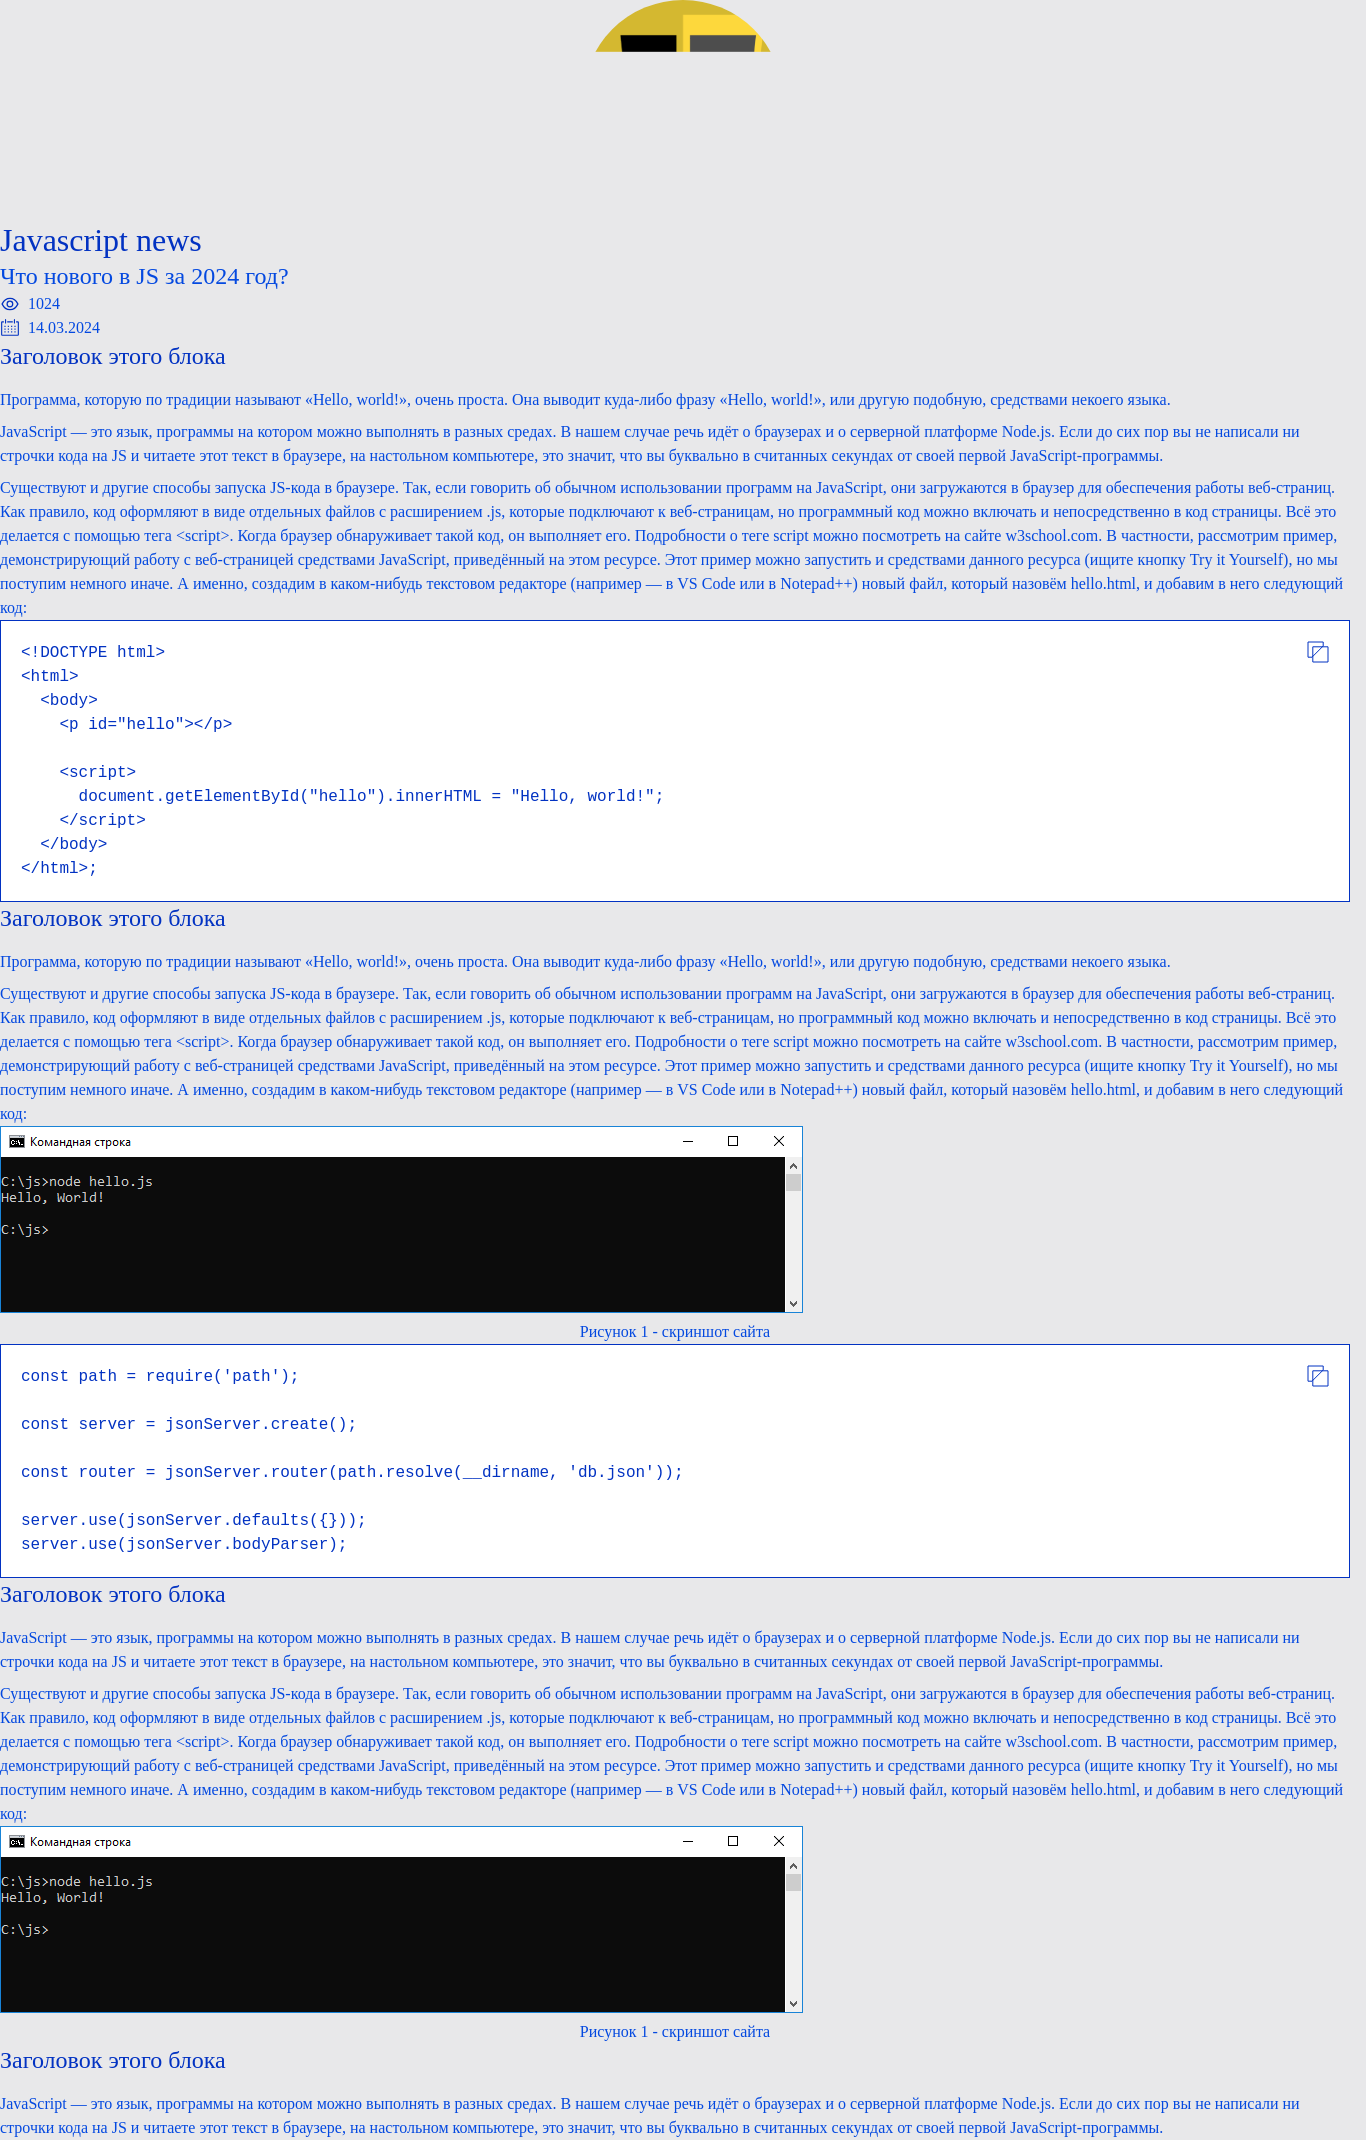 Javascript news
Что нового в JS за 2024 год?
1024
14.03.2024
Заголовок этого блока
Программа, которую по традиции называют «Hello, world!», очень проста. Она выводит куда-либо фразу «Hello, world!», или другую подобную, средствами некоего языка.
JavaScript — это язык, программы на котором можно выполнять в разных средах. В нашем случае речь идёт о браузерах и о серверной платформе Node.js. Если до сих пор вы не написали ни
строчки кода на JS и читаете этот текст в браузере, на настольном компьютере, это значит, что вы буквально в считанных секундах от своей первой JavaScript-программы.
Существуют и другие способы запуска JS-кода в браузере. Так, если говорить об обычном использовании программ на JavaScript, они загружаются в браузер для обеспечения работы веб-страниц.
Как правило, код оформляют в виде отдельных файлов с расширением .js, которые подключают к веб-страницам, но программный код можно включать и непосредственно в код страницы. Всё это
делается с помощью тега <script>. Когда браузер обнаруживает такой код, он выполняет его. Подробности о теге script можно посмотреть на сайте w3school.com. В частности, рассмотрим пример,
демонстрирующий работу с веб-страницей средствами JavaScript, приведённый на этом ресурсе. Этот пример можно запустить и средствами данного ресурса (ищите кнопку Try it Yourself), но мы
поступим немного иначе. А именно, создадим в каком-нибудь текстовом редакторе (например — в VS Code или в Notepad++) новый файл, который назовём hello.html, и добавим в него следующий
код:
<!DOCTYPE html>
<html>
  <body>
    <p id="hello"></p>
    <script>
      document.getElementById("hello").innerHTML = "Hello, world!";
    </script>
  </body>
</html>;
Заголовок этого блока
Программа, которую по традиции называют «Hello, world!», очень проста. Она выводит куда-либо фразу «Hello, world!», или другую подобную, средствами некоего языка.
Существуют и другие способы запуска JS-кода в браузере. Так, если говорить об обычном использовании программ на JavaScript, они загружаются в браузер для обеспечения работы веб-страниц.
Как правило, код оформляют в виде отдельных файлов с расширением .js, которые подключают к веб-страницам, но программный код можно включать и непосредственно в код страницы. Всё это
делается с помощью тега <script>. Когда браузер обнаруживает такой код, он выполняет его. Подробности о теге script можно посмотреть на сайте w3school.com. В частности, рассмотрим пример,
демонстрирующий работу с веб-страницей средствами JavaScript, приведённый на этом ресурсе. Этот пример можно запустить и средствами данного ресурса (ищите кнопку Try it Yourself), но мы
поступим немного иначе. А именно, создадим в каком-нибудь текстовом редакторе (например — в VS Code или в Notepad++) новый файл, который назовём hello.html, и добавим в него следующий
код:
Командная строка
C:\js>node hello.js
Hello, World!
C:\js>
Рисунок 1 - скриншот сайта
const path = require('path');
const server = jsonServer.create();
const router = jsonServer.router(path.resolve(__dirname, 'db.json'));
server.use(jsonServer.defaults({}));
server.use(jsonServer.bodyParser);
Заголовок этого блока
JavaScript — это язык, программы на котором можно выполнять в разных средах. В нашем случае речь идёт о браузерах и о серверной платформе Node.js. Если до сих пор вы не написали ни
строчки кода на JS и читаете этот текст в браузере, на настольном компьютере, это значит, что вы буквально в считанных секундах от своей первой JavaScript-программы.
Существуют и другие способы запуска JS-кода в браузере. Так, если говорить об обычном использовании программ на JavaScript, они загружаются в браузер для обеспечения работы веб-страниц.
Как правило, код оформляют в виде отдельных файлов с расширением .js, которые подключают к веб-страницам, но программный код можно включать и непосредственно в код страницы. Всё это
делается с помощью тега <script>. Когда браузер обнаруживает такой код, он выполняет его. Подробности о теге script можно посмотреть на сайте w3school.com. В частности, рассмотрим пример,
демонстрирующий работу с веб-страницей средствами JavaScript, приведённый на этом ресурсе. Этот пример можно запустить и средствами данного ресурса (ищите кнопку Try it Yourself), но мы
поступим немного иначе. А именно, создадим в каком-нибудь текстовом редакторе (например — в VS Code или в Notepad++) новый файл, который назовём hello.html, и добавим в него следующий
код:
Командная строка
C:\js>node hello.js
Hello, World!
C:\js>
Рисунок 1 - скриншот сайта
Заголовок этого блока
JavaScript — это язык, программы на котором можно выполнять в разных средах. В нашем случае речь идёт о браузерах и о серверной платформе Node.js. Если до сих пор вы не написали ни
строчки кода на JS и читаете этот текст в браузере, на настольном компьютере, это значит, что вы буквально в считанных секундах от своей первой JavaScript-программы.